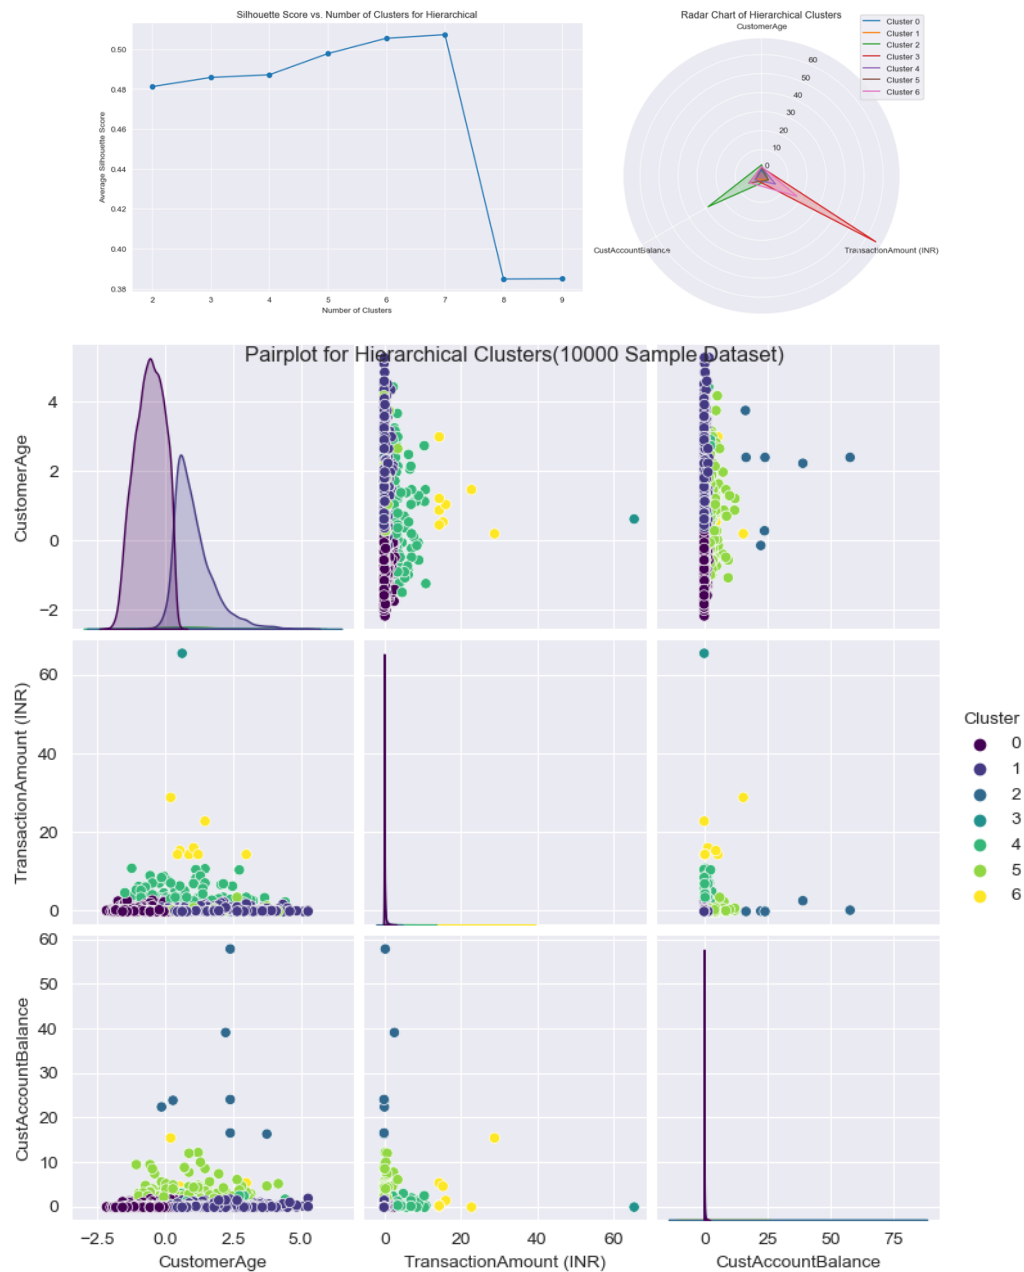 Silhouette Score vs. Number of Clusters for Hierarchical
0.50
0.48
0.46
0.44
0.42
0.40
0.38
Average Silhouette Score
2 3 4 5 6 7 8 9
Number of Clusters
Radar Chart of Hierarchical Clusters
CustomerAge
60
50
40
30
20
10
0
CustAccountBalance
TransactionAmount (INR)
Cluster 0
Cluster 1
Cluster 2
Cluster 3
Cluster 4
Cluster 5
Cluster 6
Pairplot for Hierarchical Clusters(10000 Sample Dataset)
CustomerAge
4
2
0
−2
TransactionAmount (INR)
60
40
20
0
CustAccountBalance
60
50
40
30
20
10
0
−2.5 0.0 2.5 5.0
CustomerAge
0 20 40 60
TransactionAmount (INR)
0 25 50 75
CustAccountBalance
Cluster
0
1
2
3
4
5
6